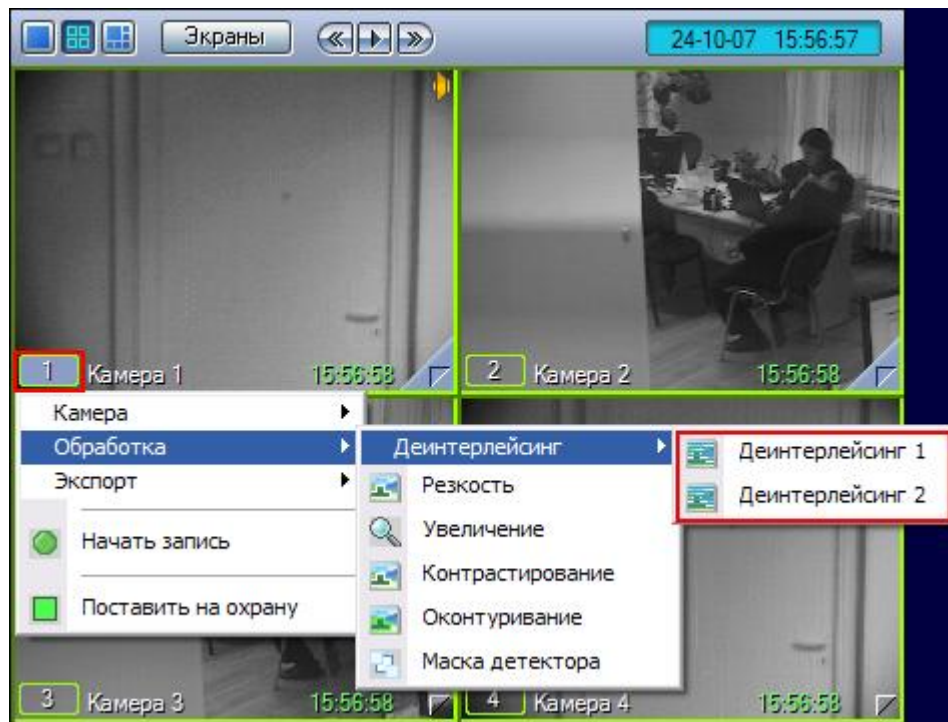 Экраны
24-10-07 15:56:57
1 Камера 1 15:56:58
2 Камера 2 15:56:58
Камера
Обработка
Экспорт
Начать запись
Поставить на охрану
Деинтерлейсинг
Резкость
Увеличение
Контрастирование
Оконтуривание
Маска детектора
Деинтерлейсинг 1
Деинтерлейсинг 2
3 Камера 3 15:56:58
4 Камера 4 15:56:58